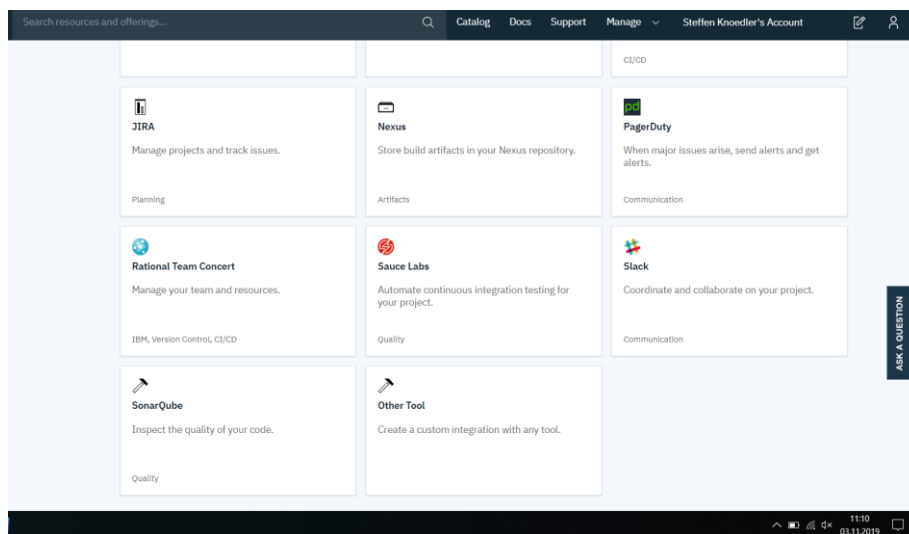 Search resources and offerings...
Catalog Docs Support Manage Steffen Knoedler's Account
CI/CD
JIRA
Manage projects and track issues.
Planning
Nexus
Store build artifacts in your Nexus repository.
Artifacts
pd
PagerDuty
When major issues arise, send alerts and get
alerts.
Communication
Rational Team Concert
Manage your team and resources.
IBM, Version Control, CI/CD
Sauce Labs
Automate continuous integration testing for
your project.
Quality
Slack
Coordinate and collaborate on your project.
Communication
ASK A QUESTION
SonarQube
Inspect the quality of your code.
Quality
Other Tool
Create a custom integration with any tool.
11:10
03.11.2019